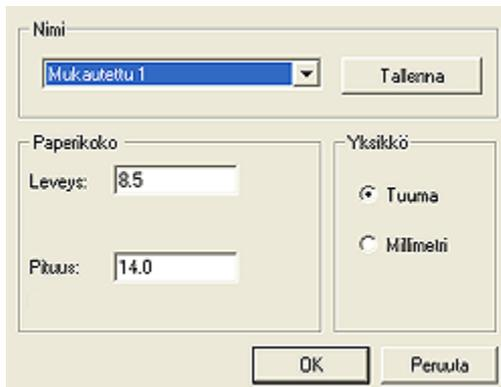 Nimi
Mukautettu 1
Tallenna
Paperikoko
Yksikkö
Leveys: 8.5
Tuuma
Millimetri
Pituus: 14.0
OK
Peruuta